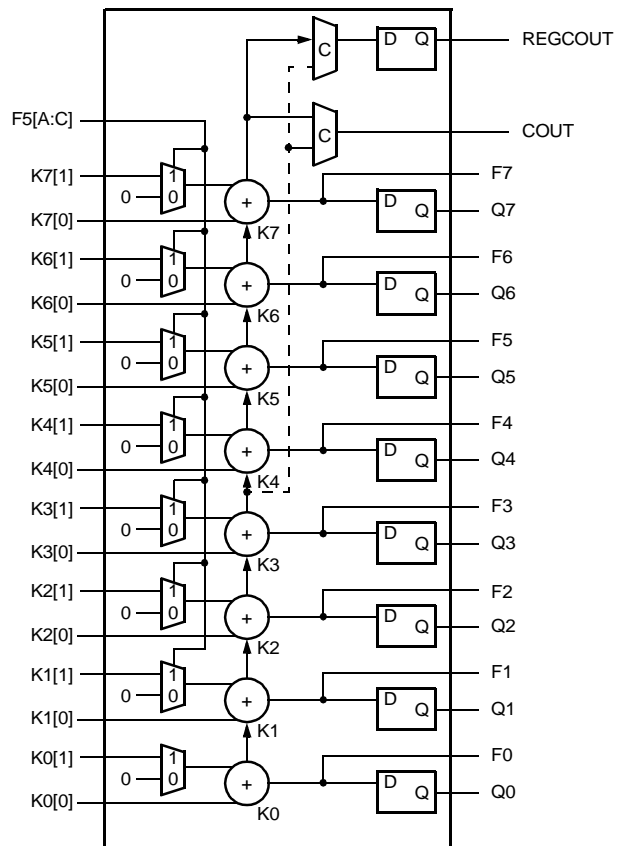 C D Q REGCOUT
F5[A:C] C COUT
K7[1] 1 F7
0 0 + D Q Q7
K7[0] K7
K6[1] 1 F6
0 0 + D Q Q6
K6[0] K6
K5[1] 1 F5
0 0 + D Q Q5
K5[0] K5
K4[1] 1 F4
0 0 + D Q Q4
K4[0] K4
K3[1] 1 F3
0 0 + D Q Q3
K3[0] K3
K2[1] 1 F2
0 0 + D Q Q2
K2[0] K2
K1[1] 1 F1
0 0 + D Q Q1
K1[0] K1
K0[1] 1 F0
0 0 + D Q Q0
K0[0] K0